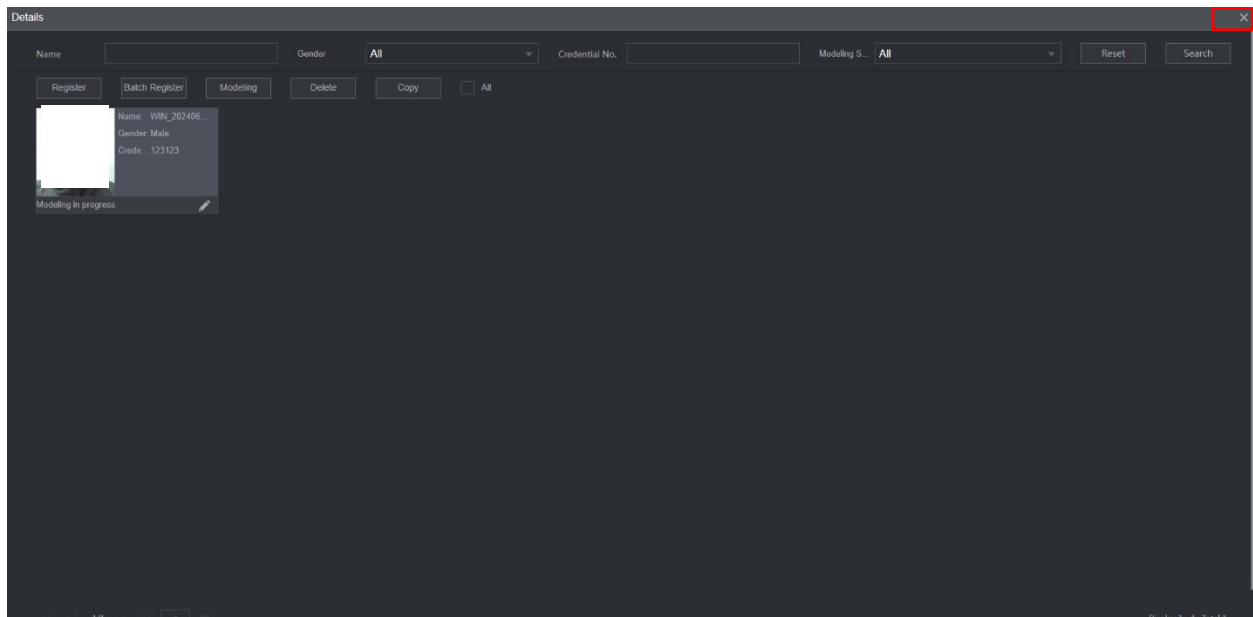 Details
Name Gender All Credential No. Modeling S... All Reset Search
Register Batch Register Modeling Delete Copy All
Name: WIN_202406...
Gender: Male
Crede... 123123
Modeling in progress